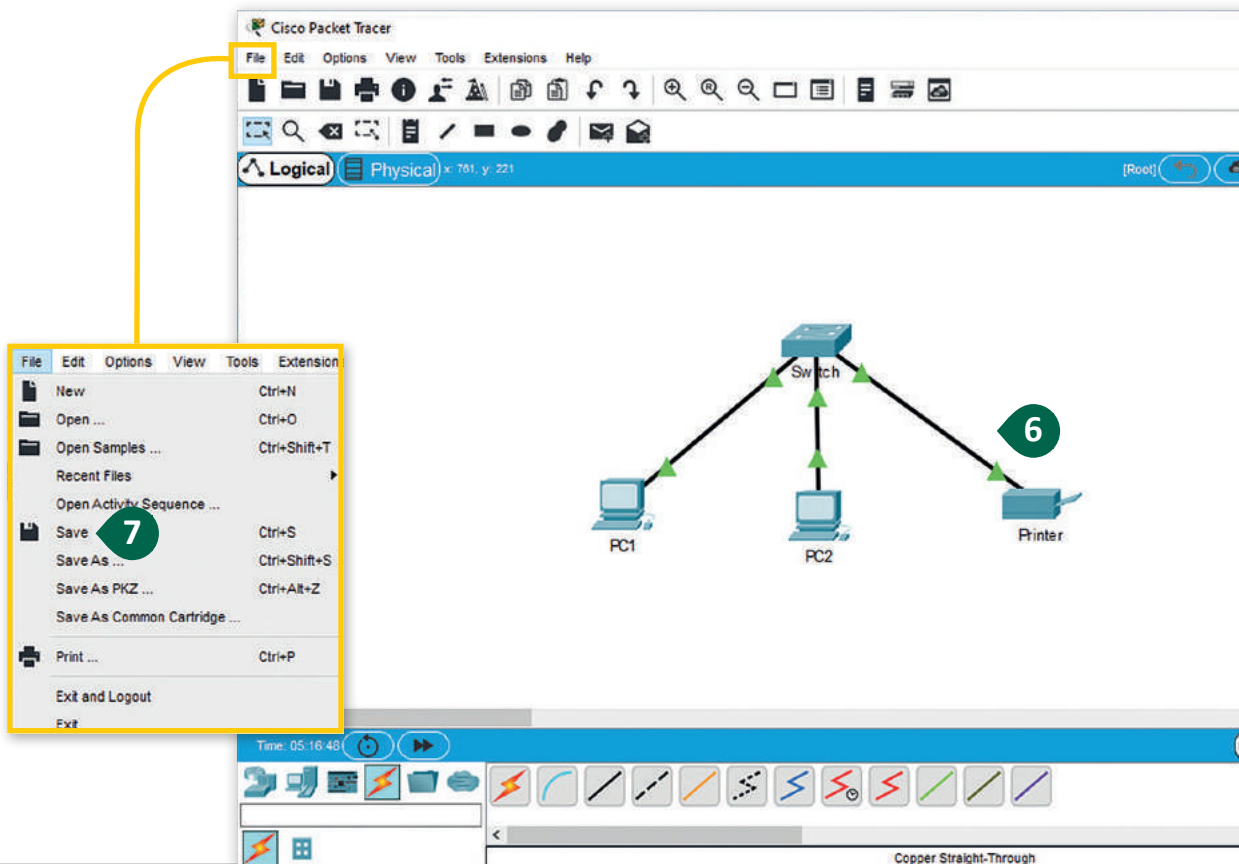 Cisco Packet Tracer
File Edit Options View Tools Extensions Help
Logical Physical x: 761, y: 221 [Root]
File Edit Options View Tools Extension
New Ctrl+N
Open ... Ctrl+O
Open Samples ... Ctrl+Shift+T
Recent Files
Open Activity Sequence ...
Save 7 Ctrl+S
Save As ... Ctrl+Shift+S
Save As PKZ ... Ctrl+Alt+Z
Save As Common Cartridge ...
Print ... Ctrl+P
Exit and Logout
Exit
Switch
6
PC1
PC2
Printer
Time: 05:16:46
Copper Straight-Through